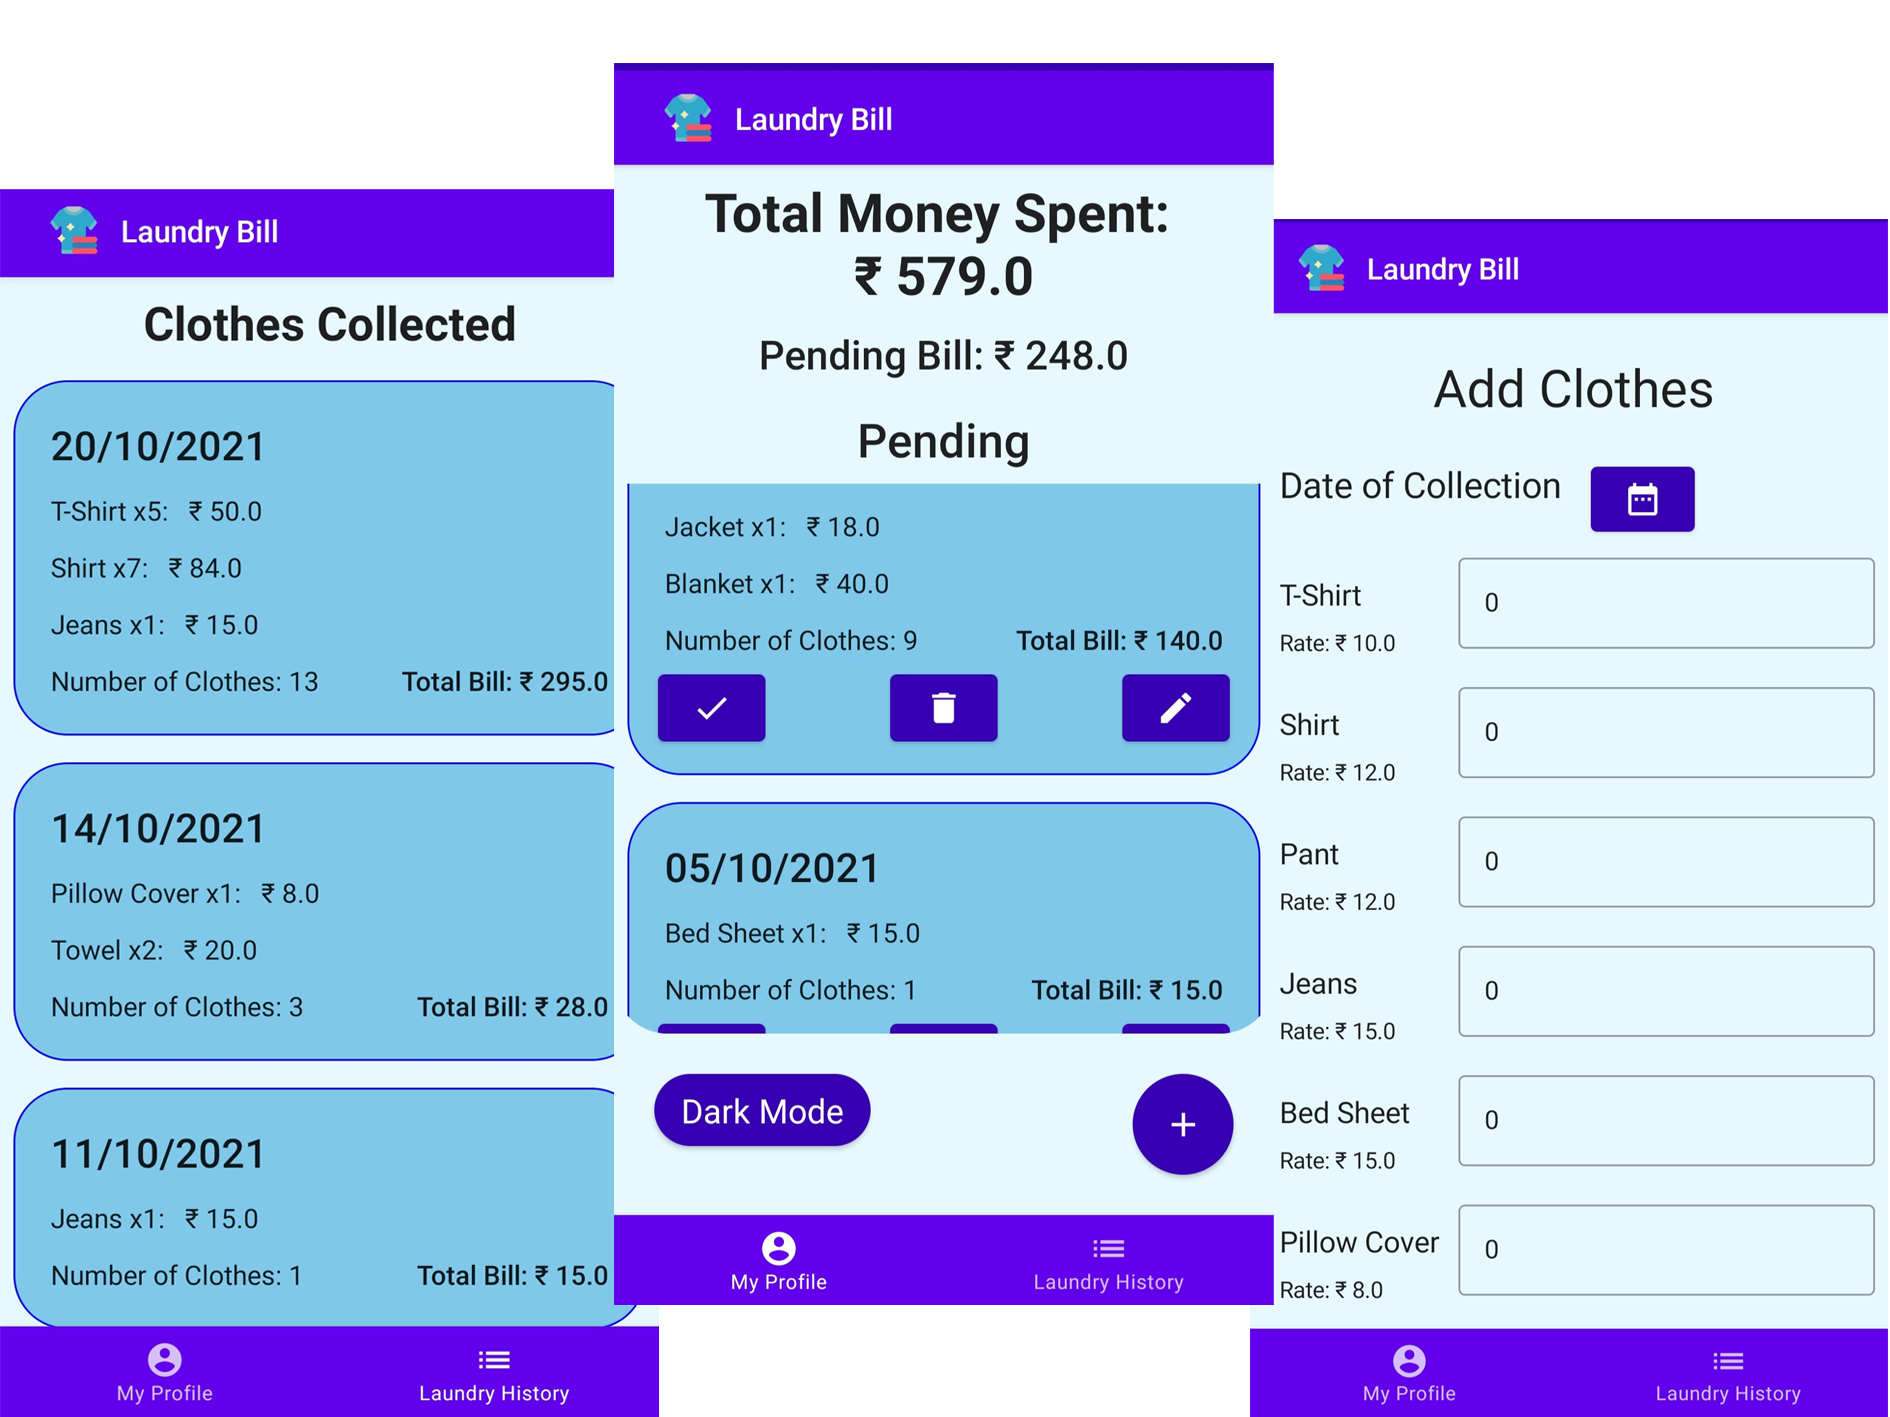 Laundry Bill
Clothes Collected
20/10/2021
T-Shirt x5: ₹ 50.0
Shirt x7: ₹ 84.0
Jeans x1: ₹ 15.0
Number of Clothes: 13 Total Bill: ₹ 295.0
14/10/2021
Pillow Cover x1: ₹ 8.0
Towel x2: ₹ 20.0
Number of Clothes: 3 Total Bill: ₹ 28.0
11/10/2021
Jeans x1: ₹ 15.0
Number of Clothes: 1 Total Bill: ₹ 15.0
My Profile Laundry History
Laundry Bill
Total Money Spent:
₹ 579.0
Pending Bill: ₹ 248.0
Pending
Jacket x1: ₹ 18.0
Blanket x1: ₹ 40.0
Number of Clothes: 9 Total Bill: ₹ 140.0
05/10/2021
Bed Sheet x1: ₹ 15.0
Number of Clothes: 1 Total Bill: ₹ 15.0
Dark Mode
+
My Profile Laundry History
Laundry Bill
Add Clothes
Date of Collection
T-Shirt 0
Rate: ₹ 10.0
Shirt 0
Rate: ₹ 12.0
Pant 0
Rate: ₹ 12.0
Jeans 0
Rate: ₹ 15.0
Bed Sheet 0
Rate: ₹ 15.0
Pillow Cover 0
Rate: ₹ 8.0
My Profile Laundry History